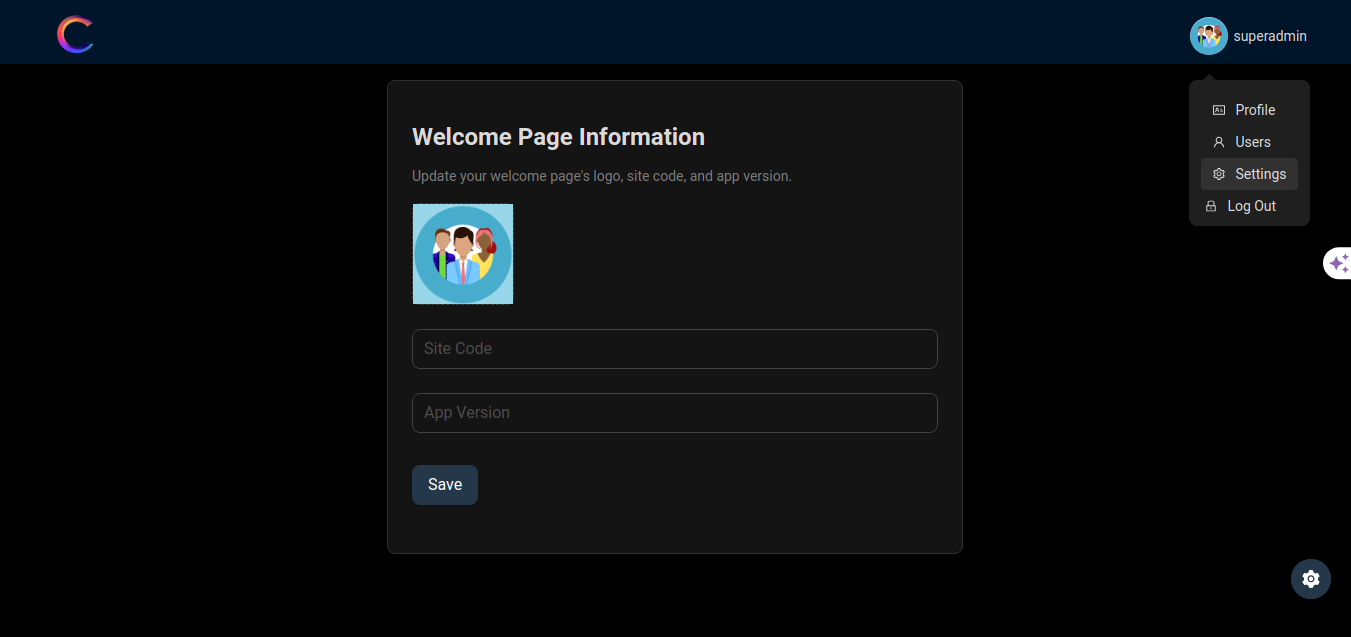 superadmin
Profile
Users
Settings
Log Out
Welcome Page Information
Update your welcome page's logo, site code, and app version.
Site Code
App Version
Save